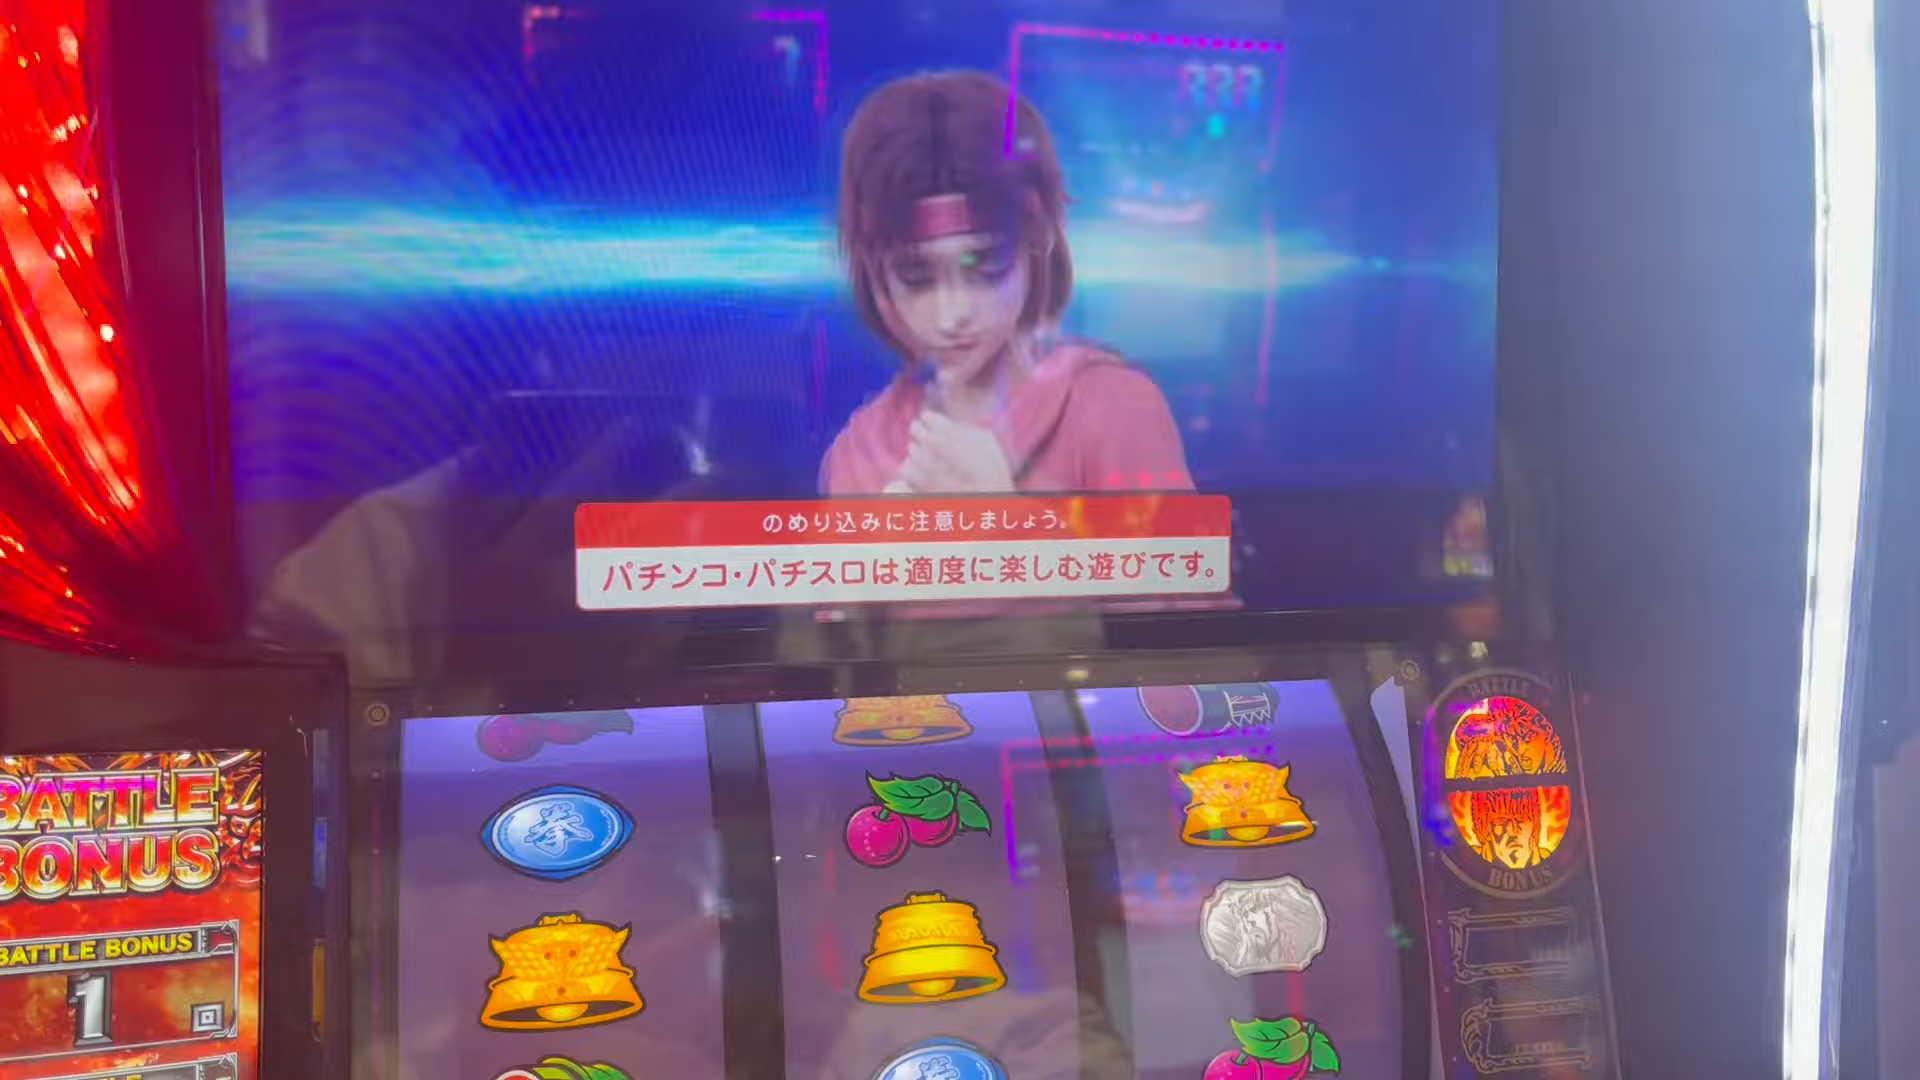 のめり込みに注意しましょう。
パチンコ・パチスロは適度に楽しむ遊びです。
BATTLE
BONUS
BATTLE BONUS
1
拳
BATTLE
BONUS